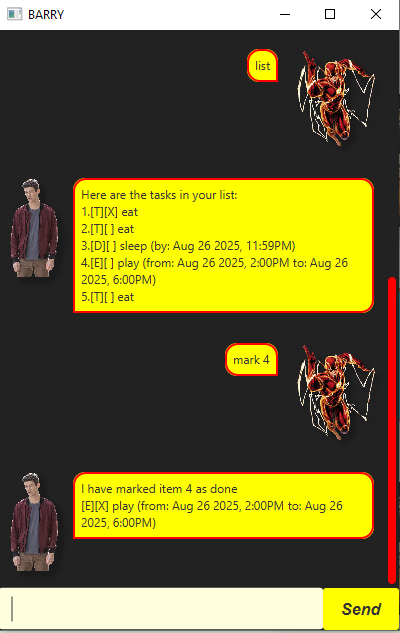 BARRY
list
Here are the tasks in your list:
1.[T][X] eat
2.[T][ ] eat
3.[D][ ] sleep (by: Aug 26 2025, 11:59PM)
4.[E][ ] play (from: Aug 26 2025, 2:00PM to: Aug 26
2025, 6:00PM)
5.[T][ ] eat
mark 4
I have marked item 4 as done
[E][X] play (from: Aug 26 2025, 2:00PM to: Aug 26
2025, 6:00PM)
Send